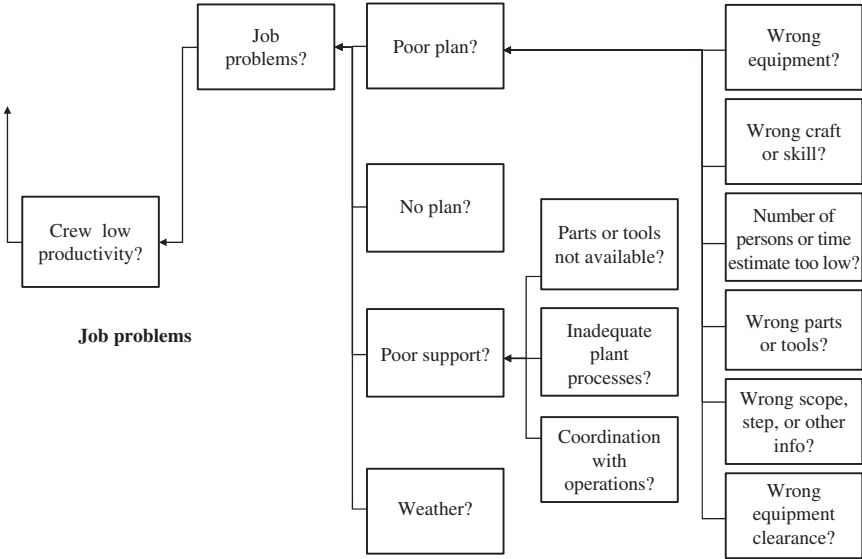 Job
problems?
Poor plan?
Wrong
equipment?
Wrong craft
or skill?
Crew low
productivity?
No plan?
Parts or tools
not available?
Number of
persons or time
estimate too low?
Job problems
Poor support?
Inadequate
plant
processes?
Wrong parts
or tools?
Wrong scope,
step, or other
info?
Coordination
with
operations?
Weather?
Wrong
equipment
clearance?